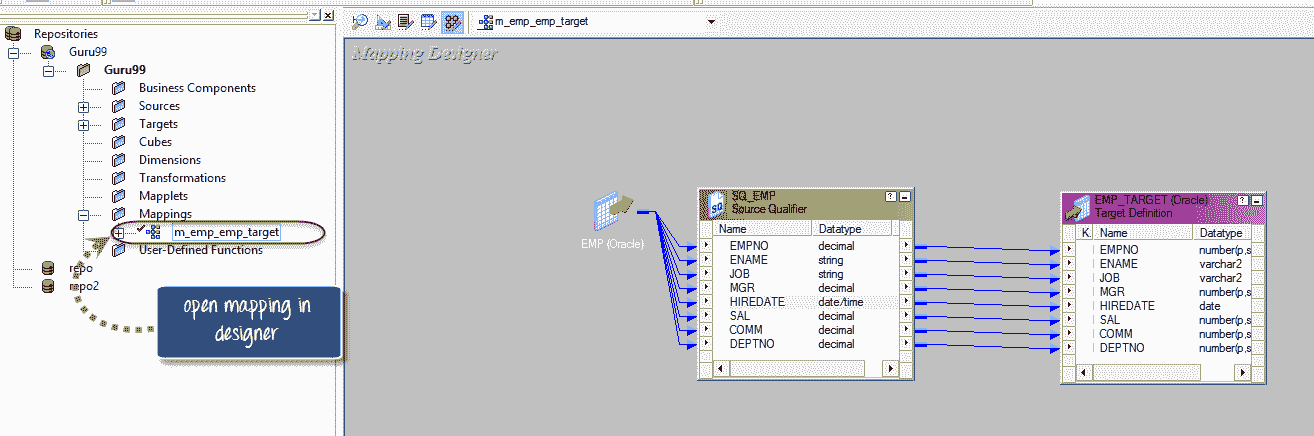 m_emp_emp_target
Repositories
Guru99
Guru99
Business Components
Sources
Targets
Cubes
Dimensions
Transformations
Mapplets
Mappings
m_emp_emp_target
User-Defined Functions
repo
repo2
open mapping in
designer
Mapping Designer
EMP (Oracle)
SQ
SQ_EMP
Source Qualifier
Name Datatype
EMPNO decimal
ENAME string
JOB string
MGR decimal
HIREDATE date/time
SAL decimal
COMM decimal
DEPTNO decimal
EMP_TARGET (Oracle)
Target Definition
K Name Datatype
EMPNO number(p,s
ENAME varchar2
JOB varchar2
MGR number(p,s
HIREDATE date
SAL number(p,s
COMM number(p,s
DEPTNO number(p,s